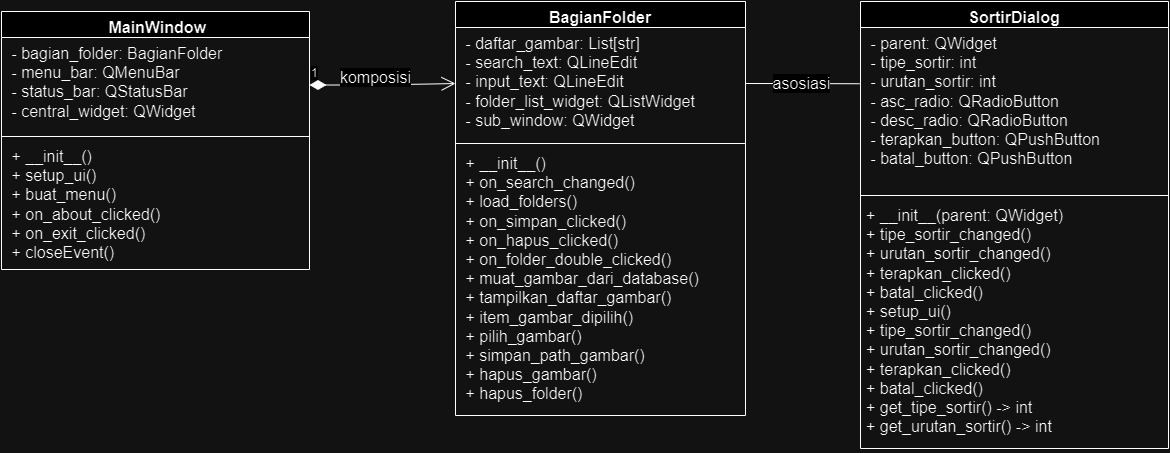 MainWindow
- bagian_folder: BagianFolder
- menu_bar: QMenuBar
- status_bar: QStatusBar
- central_widget: QWidget
+ __init__()
+ setup_ui()
+ buat_menu()
+ on_about_clicked()
+ on_exit_clicked()
+ closeEvent()
1
komposisi
BagianFolder
- daftar_gambar: List[str]
- search_text: QLineEdit
- input_text: QLineEdit
- folder_list_widget: QListWidget
- sub_window: QWidget
+ __init__()
+ on_search_changed()
+ load_folders()
+ on_simpan_clicked()
+ on_hapus_clicked()
+ on_folder_double_clicked()
+ muat_gambar_dari_database()
+ tampilkan_daftar_gambar()
+ item_gambar_dipilih()
+ pilih_gambar()
+ simpan_path_gambar()
+ hapus_gambar()
+ hapus_folder()
asosiasi
SortirDialog
- parent: QWidget
- tipe_sortir: int
- urutan_sortir: int
- asc_radio: QRadioButton
- desc_radio: QRadioButton
- terapkan_button: QPushButton
- batal_button: QPushButton
+ __init__(parent: QWidget)
+ tipe_sortir_changed()
+ urutan_sortir_changed()
+ terapkan_clicked()
+ batal_clicked()
+ setup_ui()
+ tipe_sortir_changed()
+ urutan_sortir_changed()
+ terapkan_clicked()
+ batal_clicked()
+ get_tipe_sortir() -> int
+ get_urutan_sortir() -> int